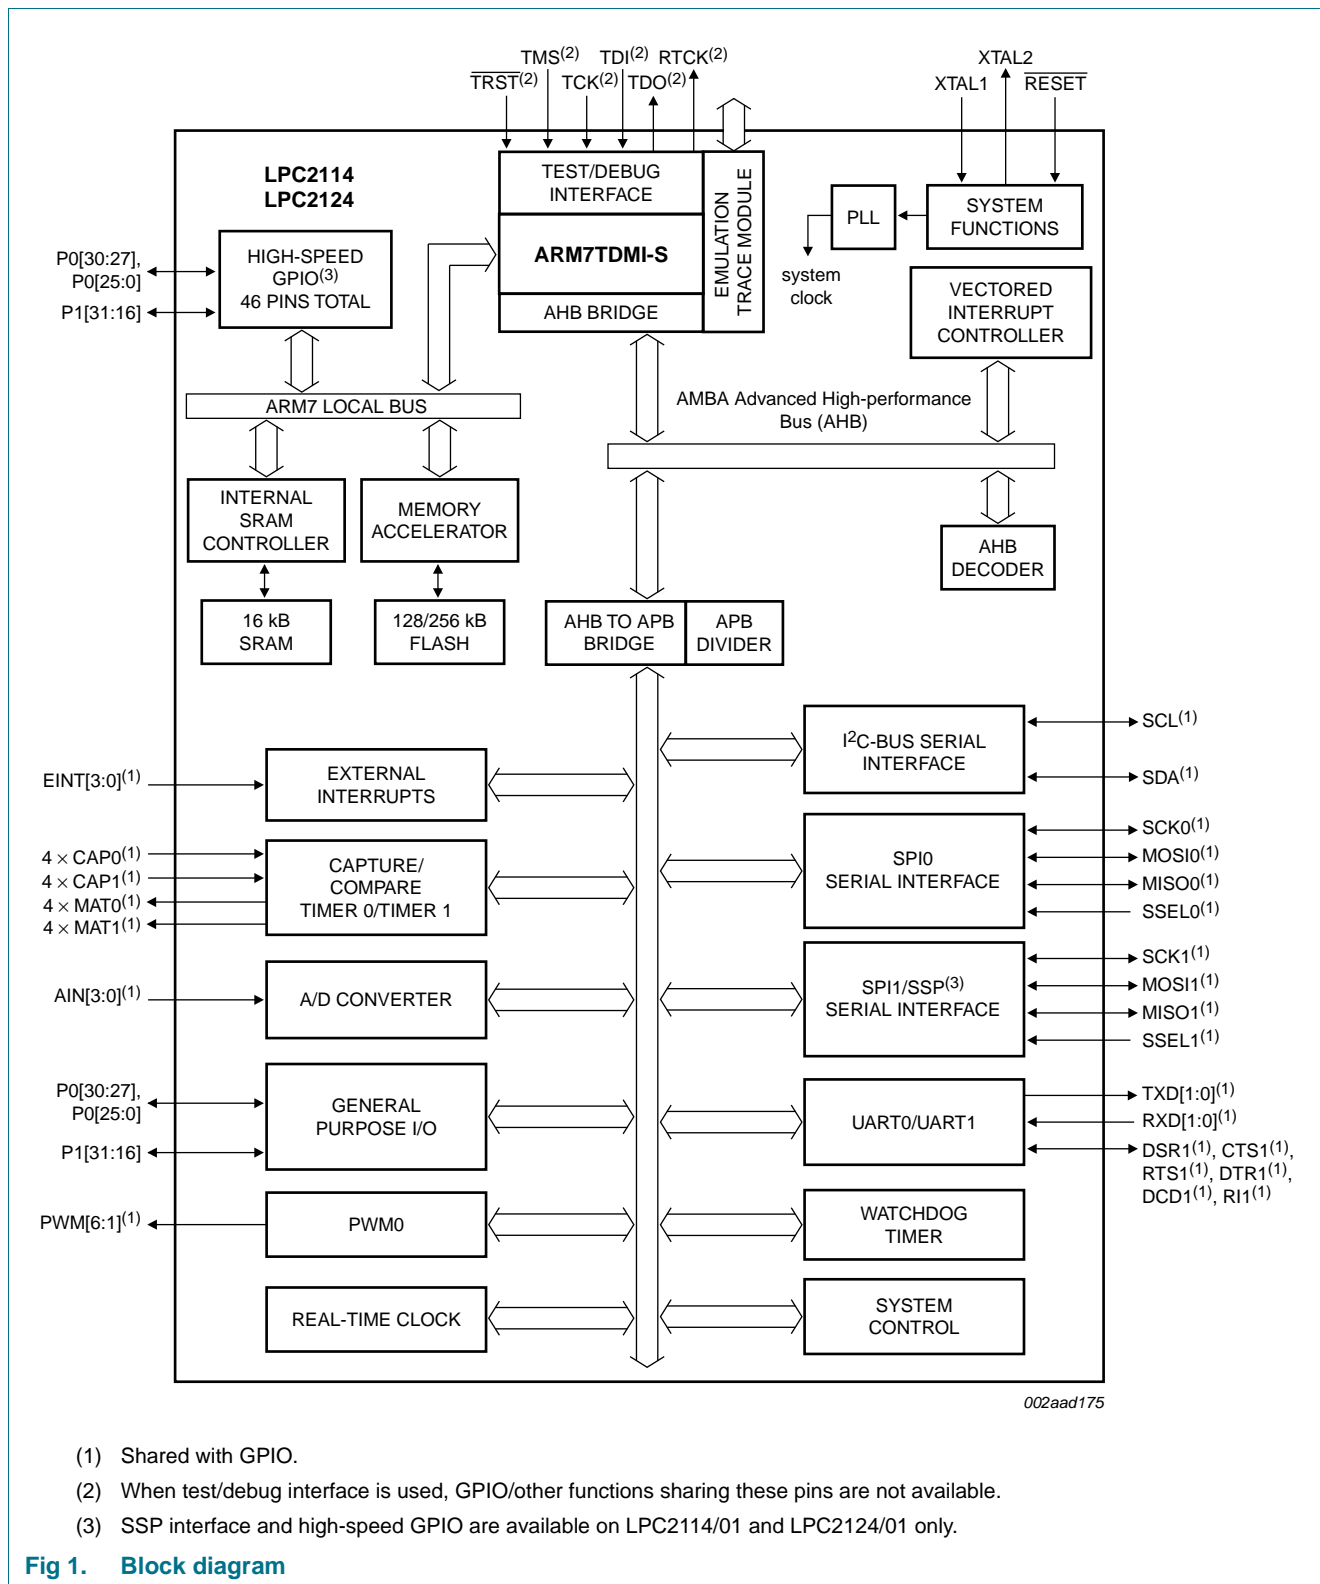 TMS(2) TDI(2) RTCK(2)
TRST(2) TCK(2) TDO(2)
XTAL2
XTAL1 RESET
LPC2114
LPC2124
TEST/DEBUG
INTERFACE
ARM7TDMI-S
AHB BRIDGE
EMULATION
TRACE MODULE
PLL
SYSTEM
FUNCTIONS
system
clock
P0[30:27],
P0[25:0]
P1[31:16]
HIGH-SPEED
GPIO(3)
46 PINS TOTAL
VECTORED
INTERRUPT
CONTROLLER
ARM7 LOCAL BUS
AMBA Advanced High-performance
Bus (AHB)
INTERNAL
SRAM
CONTROLLER
MEMORY
ACCELERATOR
AHB
DECODER
16 kB
SRAM
128/256 kB
FLASH
AHB TO APB
BRIDGE
APB
DIVIDER
EINT[3:0](1)
EXTERNAL
INTERRUPTS
I2C-BUS SERIAL
INTERFACE
SCL(1)
SDA(1)
4 × CAP0(1)
4 × CAP1(1)
4 × MAT0(1)
4 × MAT1(1)
CAPTURE/
COMPARE
TIMER 0/TIMER 1
SPI0
SERIAL INTERFACE
SCK0(1)
MOSI0(1)
MISO0(1)
SSEL0(1)
AIN[3:0](1)
A/D CONVERTER
SPI1/SSP(3)
SERIAL INTERFACE
SCK1(1)
MOSI1(1)
MISO1(1)
SSEL1(1)
P0[30:27],
P0[25:0]
P1[31:16]
GENERAL
PURPOSE I/O
UART0/UART1
TXD[1:0](1)
RXD[1:0](1)
DSR1(1), CTS1(1),
RTS1(1), DTR1(1),
DCD1(1), RI1(1)
PWM[6:1](1)
PWM0
WATCHDOG
TIMER
REAL-TIME CLOCK
SYSTEM
CONTROL
002aad175
(1) Shared with GPIO.
(2) When test/debug interface is used, GPIO/other functions sharing these pins are not available.
(3) SSP interface and high-speed GPIO are available on LPC2114/01 and LPC2124/01 only.
Fig 1. Block diagram